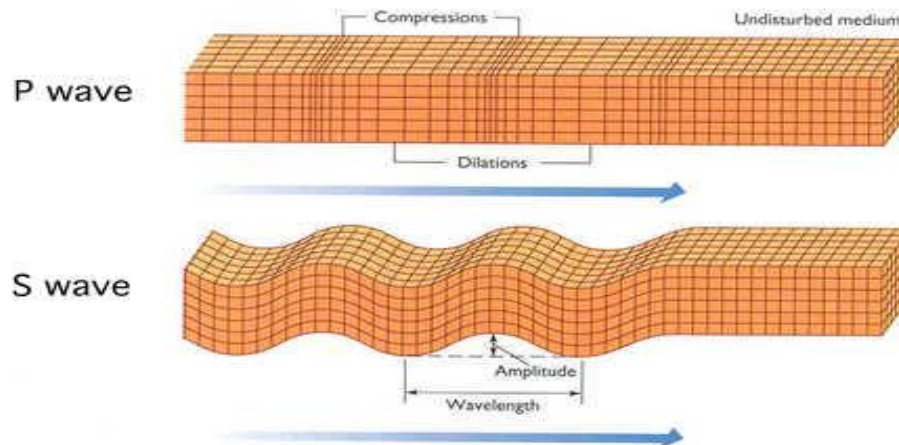 Compressions
Undisturbed medium
P wave
Dilations
S wave
Amplitude
Wavelength